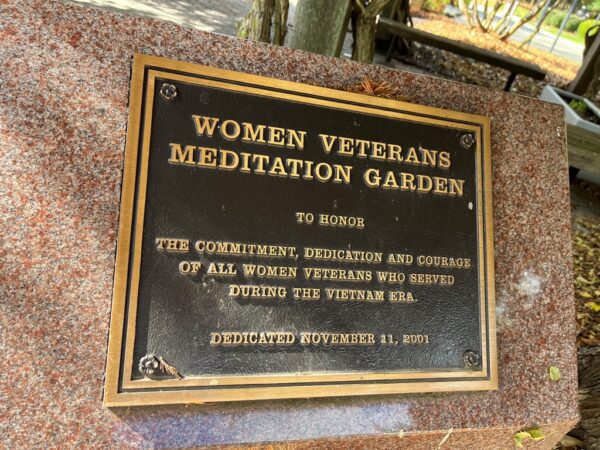 WOMEN VETERANS
MEDITATION GARDEN
TO HONOR
THE COMMITMENT, DEDICATION AND COURAGE
OF ALL WOMEN VETERANS WHO SERVED
DURING THE VIETNAM ERA.
DEDICATED NOVEMBER 11, 2001